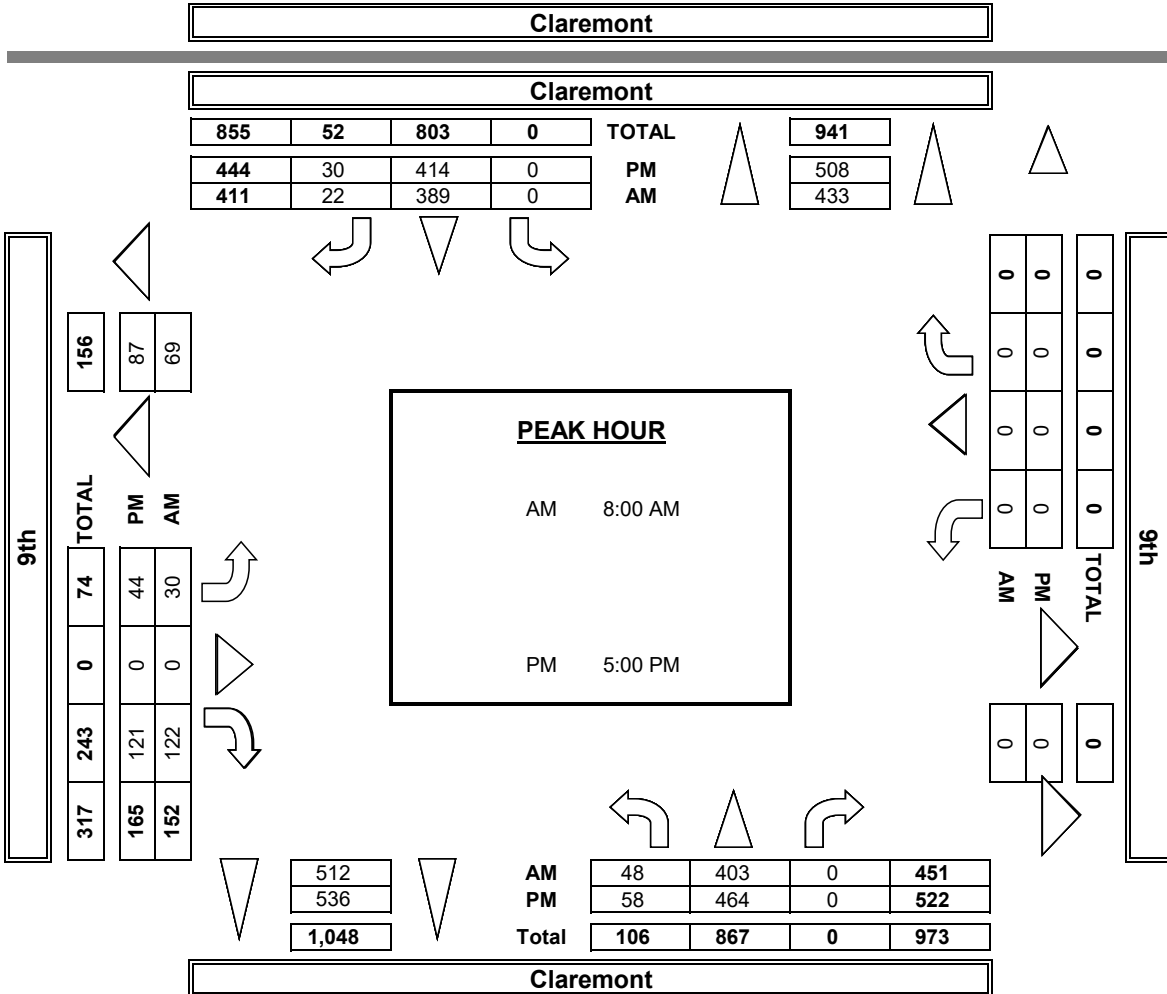 Claremont
Claremont
855 52 803 0 TOTAL 941
444 30 414 0 PM 508
411 22 389 0 AM 433
9th
156 87 69
TOTAL PM AM
74 44 30
0 0 0
243 121 122
317 165 152
PEAK HOUR
AM 8:00 AM
PM 5:00 PM
0 0 0
0 0 0
0 0 0
0 0 0
AM PM TOTAL
0 0 0
9th
512 AM 48 403 0 451
536 PM 58 464 0 522
1,048 Total 106 867 0 973
Claremont